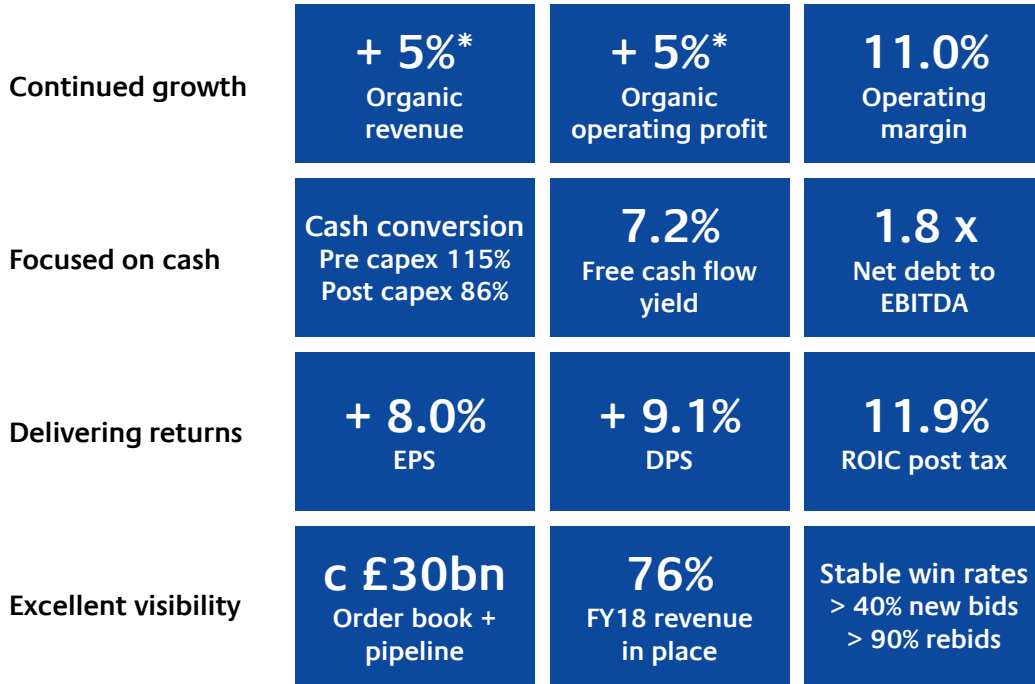 Continued growth
+ 5%*
Organic
revenue
+ 5%*
Organic
operating profit
11.0%
Operating
margin
Focused on cash
Cash conversion
Pre capex 115%
Post capex 86%
7.2%
Free cash flow
yield
1.8 x
Net debt to
EBITDA
Delivering returns
+ 8.0%
EPS
+ 9.1%
DPS
11.9%
ROIC post tax
Excellent visibility
c £30bn
Order book +
pipeline
76%
FY18 revenue
in place
Stable win rates
> 40% new bids
> 90% rebids